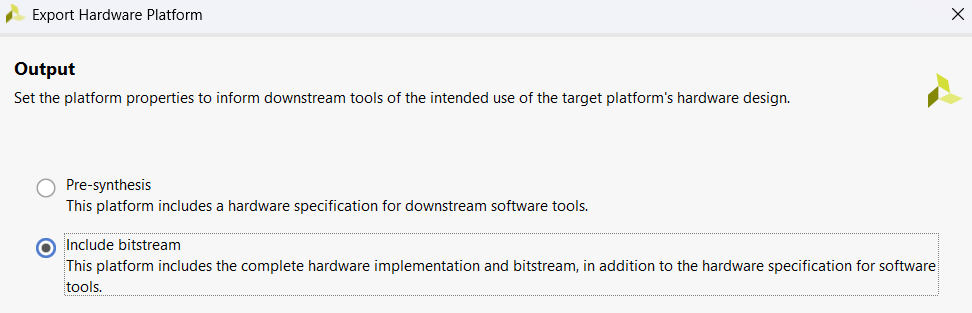 Export Hardware Platform
Output
Set the platform properties to inform downstream tools of the intended use of the target platform's hardware design.
Pre-synthesis
This platform includes a hardware specification for downstream software tools.
Include bitstream
This platform includes the complete hardware implementation and bitstream, in addition to the hardware specification for software
tools.